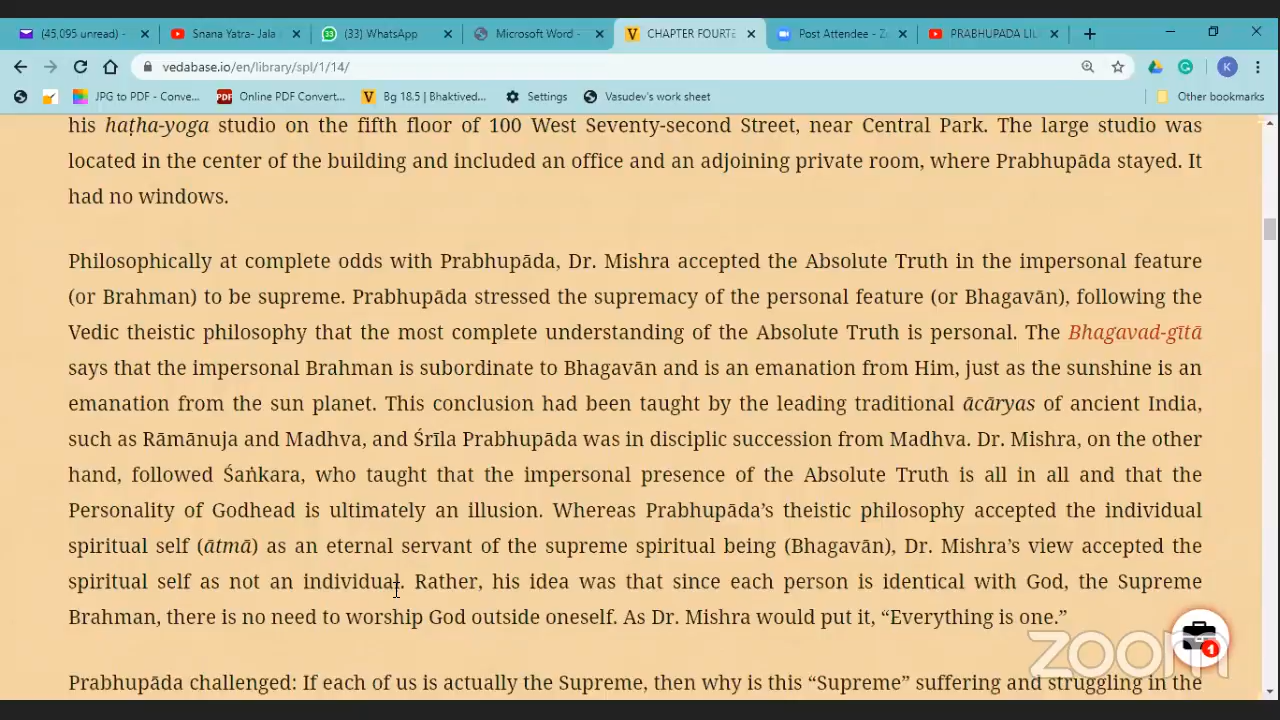 (45,095 unread) -
Snana Yatra- Jala
(33) WhatsApp
Microsoft Word -
CHAPTER FOURTE
Post Attendee - Z
PRABHUPADA LIL
vedabase.io/en/library/spl/1/14/
K
JPG to PDF - Conve...
PDF
Online PDF Convert...
Bg 18.5 | Bhaktived...
Settings
Vasudev's work sheet
Other bookmarks
his haṭha-yoga studio on the fifth floor of 100 West Seventy-second Street, near Central Park. The large studio was
located in the center of the building and included an office and an adjoining private room, where Prabhupāda stayed. It
had no windows.
Philosophically at complete odds with Prabhupāda, Dr. Mishra accepted the Absolute Truth in the impersonal feature
(or Brahman) to be supreme. Prabhupāda stressed the supremacy of the personal feature (or Bhagavān), following the
Vedic theistic philosophy that the most complete understanding of the Absolute Truth is personal. The Bhagavad-gītā
says that the impersonal Brahman is subordinate to Bhagavān and is an emanation from Him, just as the sunshine is an
emanation from the sun planet. This conclusion had been taught by the leading traditional ācāryas of ancient India,
such as Rāmānuja and Madhva, and Śrīla Prabhupāda was in disciplic succession from Madhva. Dr. Mishra, on the other
hand, followed Śaṅkara, who taught that the impersonal presence of the Absolute Truth is all in all and that the
Personality of Godhead is ultimately an illusion. Whereas Prabhupāda’s theistic philosophy accepted the individual
spiritual self (ātmā) as an eternal servant of the supreme spiritual being (Bhagavān), Dr. Mishra’s view accepted the
spiritual self as not an individual. Rather, his idea was that since each person is identical with God, the Supreme
Brahman, there is no need to worship God outside oneself. As Dr. Mishra would put it, “Everything is one.”
1
zoom
Prabhupāda challenged: If each of us is actually the Supreme, then why is this “Supreme” suffering and struggling in the